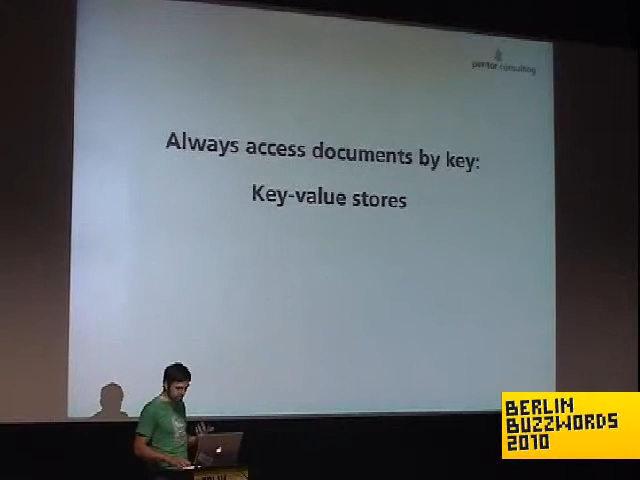 Always access documents by key:
Key-value stores
BERLIN
BUZZWORDS
2010